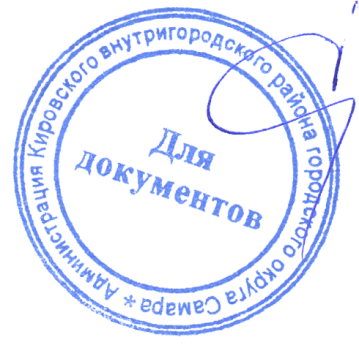 Администрация Кировского внутригородского района городского округа Самара *
Для
документов